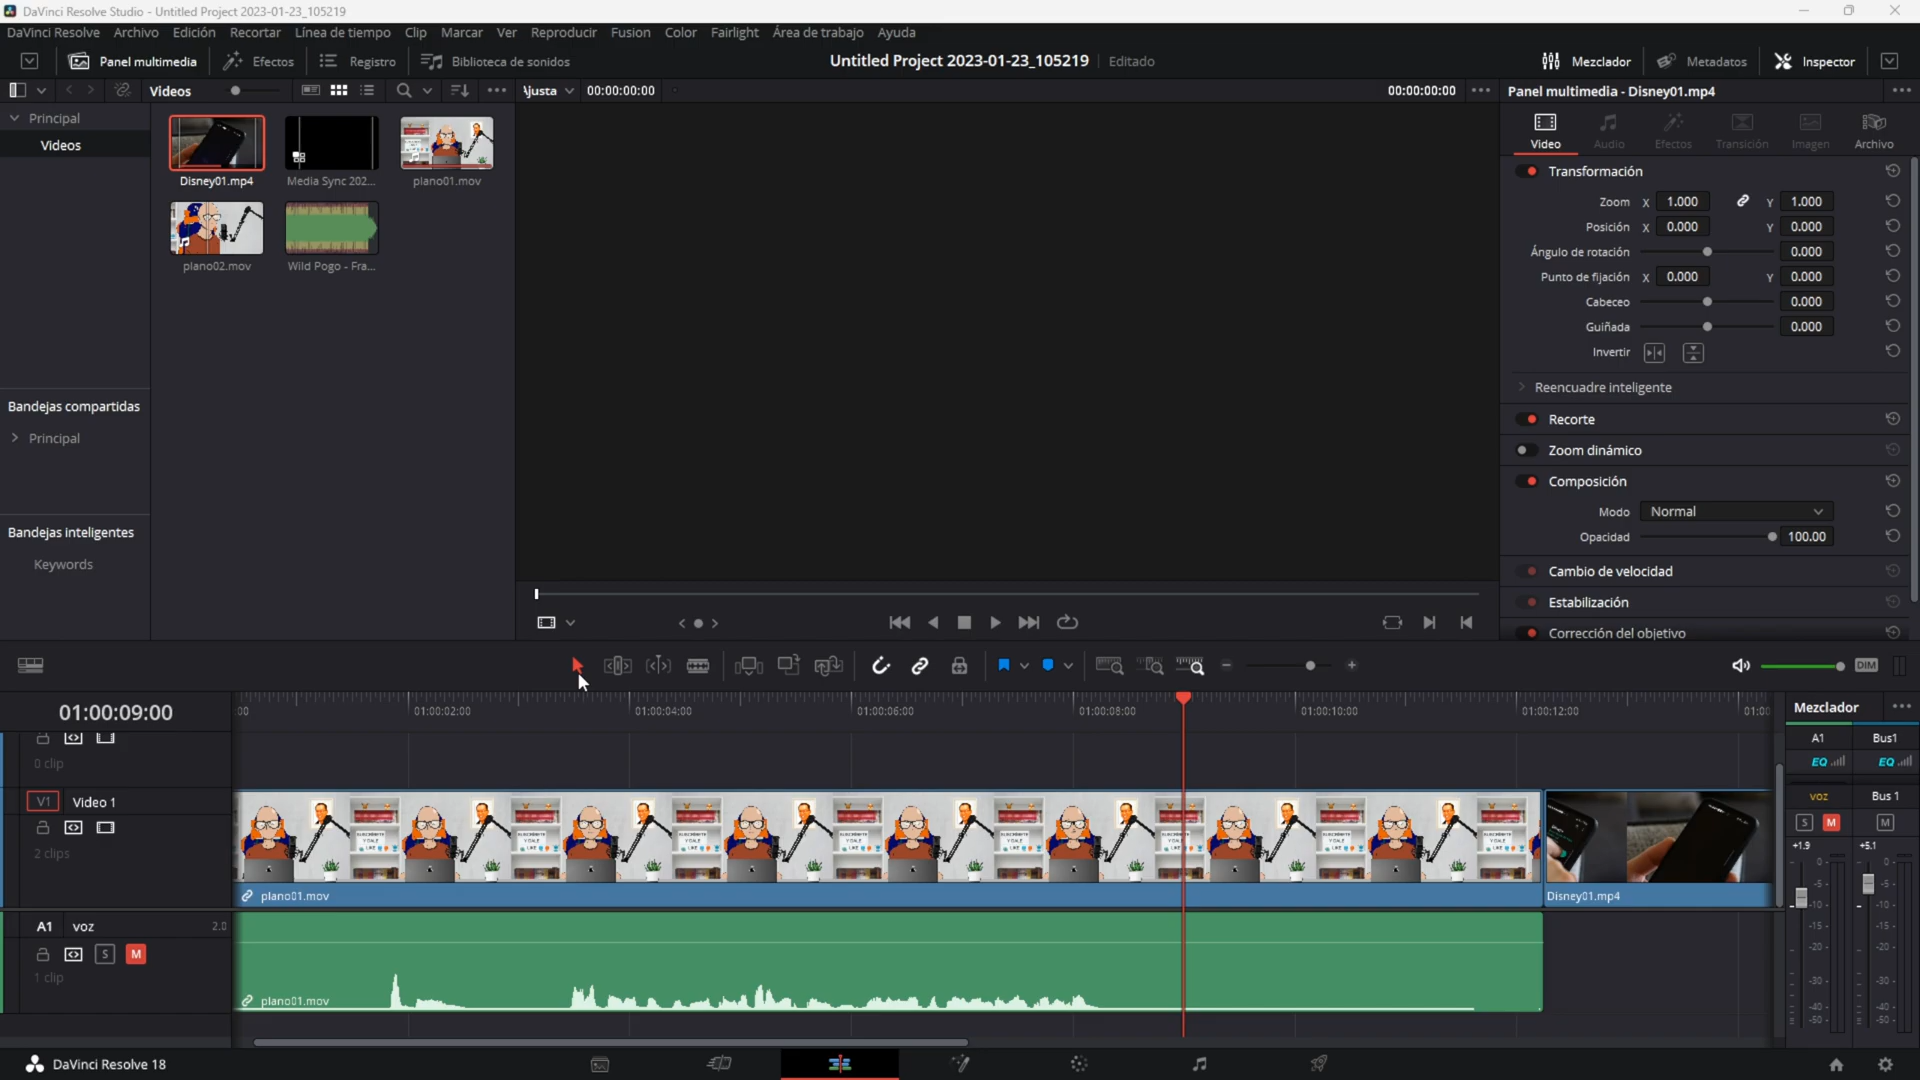 DaVinci Resolve Studio - Untitled Project 2023-01-23_105219
DaVinci Resolve Archivo Edición Recortar Línea de tiempo Clip Marcar Ver Reproducir Fusion Color Fairlight Área de trabajo Ayuda
Panel multimedia Efectos Registro Biblioteca de sonidos Untitled Project 2023-01-23_105219 Editado Mezclador Metadatos Inspector
Videos Ajusta 00:00:00:00 00:00:00:00 Panel multimedia - Disney01.mp4
Principal
Videos
Disney01.mp4 Media Sync 202... plano01.mov
plano02.mov Wild Pogo - Fra...
Bandejas compartidas
Principal
Bandejas inteligentes
Keywords
Video Audio Efectos Transición Imagen Archivo
Transformación
Zoom X 1.000 Y 1.000
Posición X 0.000 Y 0.000
Ángulo de rotación 0.000
Punto de fijación X 0.000 Y 0.000
Cabeceo 0.000
Guiñada 0.000
Invertir
Reencuadre inteligente
Recorte
Zoom dinámico
Composición
Modo Normal
Opacidad 100.00
Cambio de velocidad
Estabilización
Corrección del objetivo
DIM
01:00:09:00 :00 01:00:02:00 01:00:04:00 01:00:06:00 01:00:08:00 01:00:10:00 01:00:12:00 01:00
0 clip
V1 Video 1
2 clips
plano01.mov Disney01.mp4
A1 voz 2.0
S M
1 clip
plano01.mov
Mezclador
A1 Bus1
EQ EQ
voz Bus 1
S M M
+1.9 +5.1
0 0
-5 -5
-10 -10
-15 -15
-20 -20
-30 -30
-40 -40
-50 -50
DaVinci Resolve 18